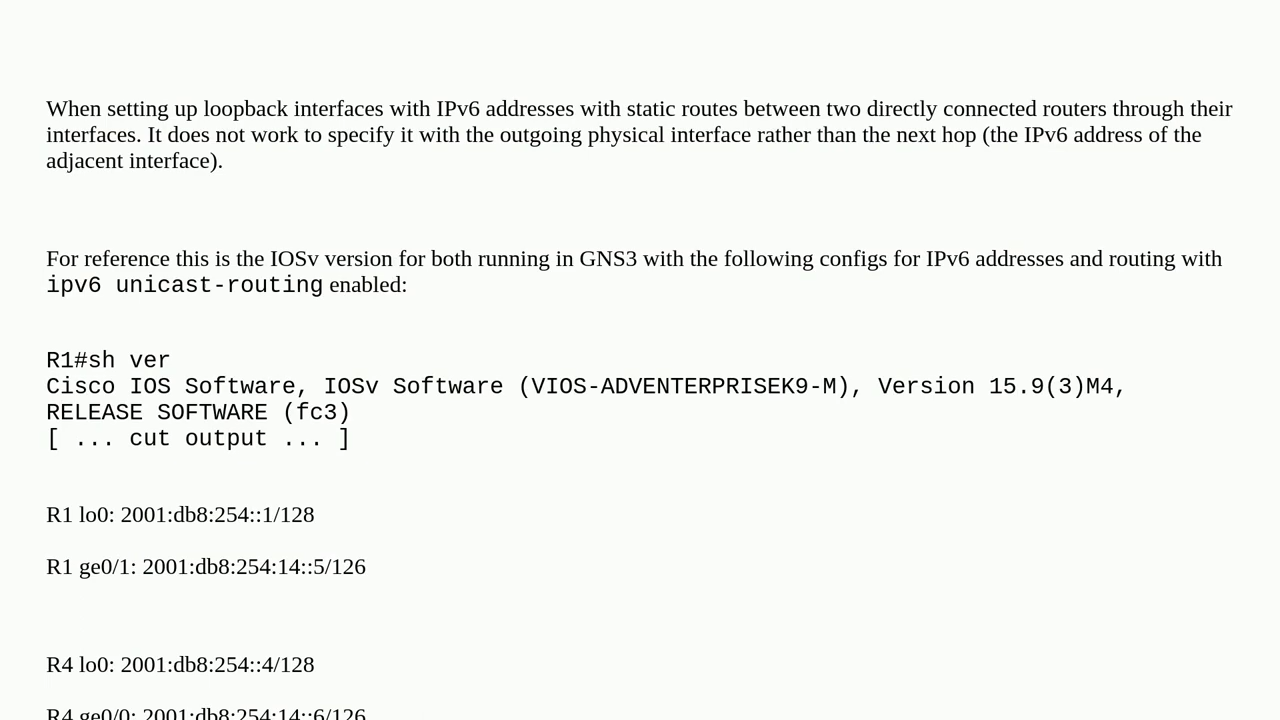 When setting up loopback interfaces with IPv6 addresses with static routes between two directly connected routers through their
interfaces. It does not work to specify it with the outgoing physical interface rather than the next hop (the IPv6 address of the
adjacent interface).
For reference this is the IOSv version for both running in GNS3 with the following configs for IPv6 addresses and routing with
ipv6 unicast-routing enabled:
R1#sh ver
Cisco IOS Software, IOSv Software (VIOS-ADVENTERPRISEK9-M), Version 15.9(3)M4,
RELEASE SOFTWARE (fc3)
[ ... cut output ... ]
R1 lo0: 2001:db8:254::1/128
R1 ge0/1: 2001:db8:254:14::5/126
R4 lo0: 2001:db8:254::4/128
R4 ge0/0: 2001:db8:254:14::6/126